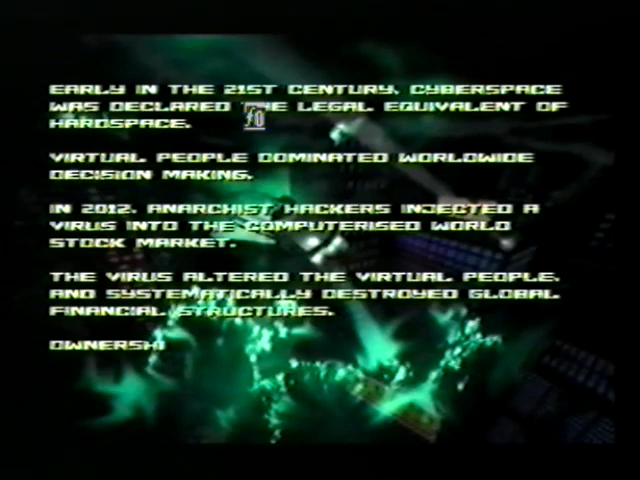 EARLY IN THE 21ST CENTURY, CYBERSPACE
WAS DECLARED THE LEGAL EQUIVALENT OF
HARDSPACE.
VIRTUAL PEOPLE DOMINATED WORLDWIDE
DECISION MAKING.
IN 2012, ANARCHIST HACKERS INJECTED A
VIRUS INTO THE COMPUTERISED WORLD
STOCK MARKET.
THE VIRUS ALTERED THE VIRTUAL PEOPLE,
AND SYSTEMATICALLY DESTROYED GLOBAL
FINANCIAL STRUCTURES.
OWNERSHI